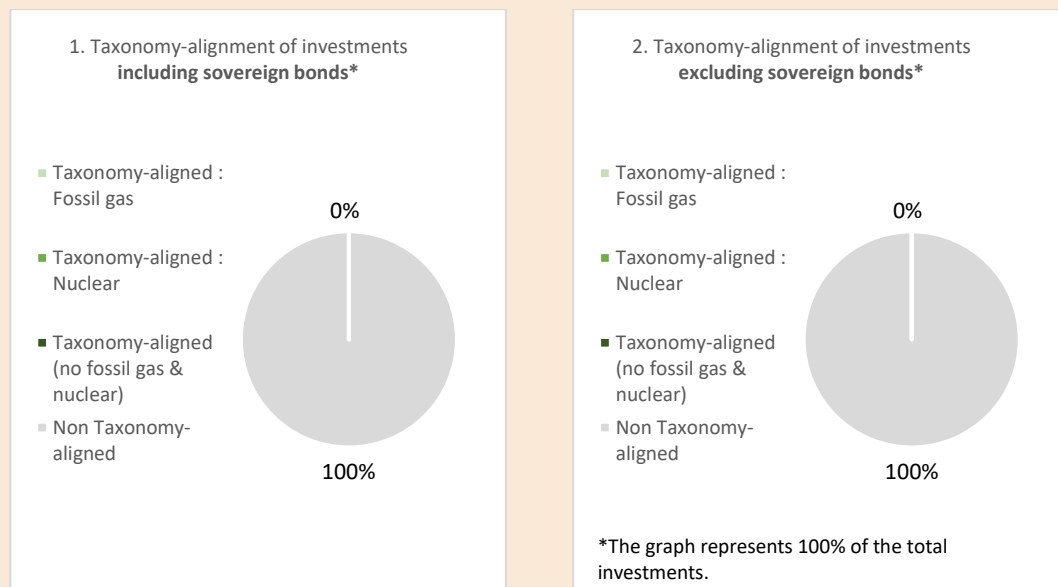 1. Taxonomy-alignment of investments
including sovereign bonds*
Taxonomy-aligned :
Fossil gas
Taxonomy-aligned :
Nuclear
Taxonomy-aligned
(no fossil gas &
nuclear)
Non Taxonomy-
aligned
0%
100%
2. Taxonomy-alignment of investments
excluding sovereign bonds*
Taxonomy-aligned :
Fossil gas
Taxonomy-aligned :
Nuclear
Taxonomy-aligned
(no fossil gas &
nuclear)
Non Taxonomy-
aligned
0%
100%
*The graph represents 100% of the total
investments.